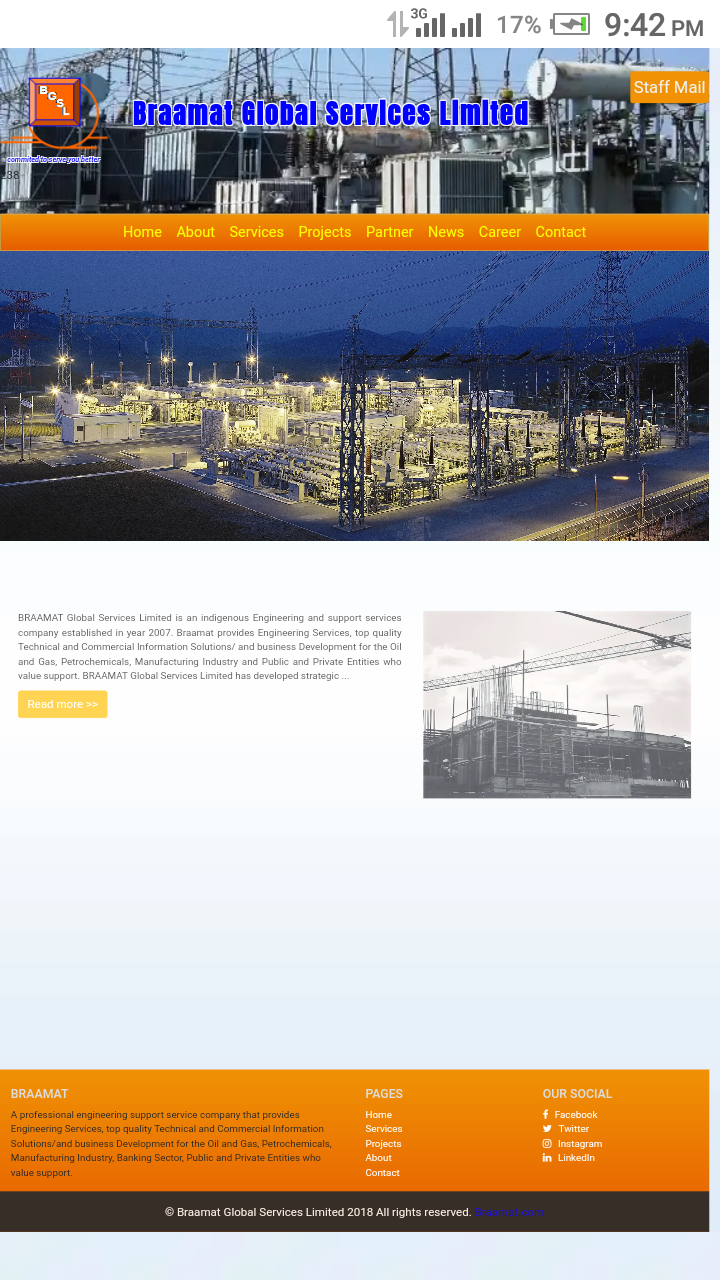 3G 17% 9:42 PM
Staff Mail
BGSL
Braamat Global Services Limited
commited to serve you better
38
Home About Services Projects Partner News Career Contact
BRAAMAT Global Services Limited is an indigenous Engineering and support services
company established in year 2007. Braamat provides Engineering Services, top quality
Technical and Commercial Information Solutions/ and business Development for the Oil
and Gas, Petrochemicals, Manufacturing Industry and Public and Private Entities who
value support. BRAAMAT Global Services Limited has developed strategic ...
Read more >>
BRAAMAT
A professional engineering support service company that provides
Engineering Services, top quality Technical and Commercial Information
Solutions/and business Development for the Oil and Gas, Petrochemicals,
Manufacturing Industry, Banking Sector, Public and Private Entities who
value support.
PAGES
Home
Services
Projects
About
Contact
OUR SOCIAL
Facebook
Twitter
Instagram
LinkedIn
© Braamat Global Services Limited 2018 All rights reserved. Braamat.com